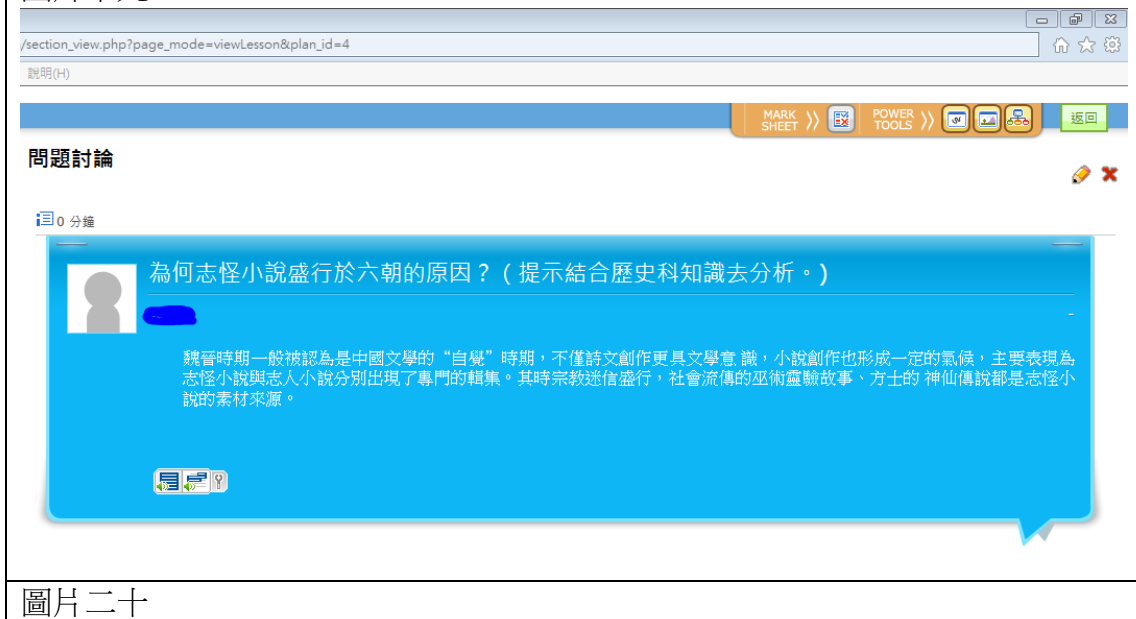 /section_view.php?page_mode=viewLesson&plan_id=4
說明(H)
MARK SHEET
POWER TOOLS
返回
問題討論
0 分鐘
為何志怪小說盛行於六朝的原因？(提示結合歷史科知識去分析。)
魏晉時期一般被認為是中國文學的“自覺”時期，不僅詩文創作更具文學意 識，小說創作也形成一定的氣候，主要表現為
志怪小說與志人小說分別出現了專門的輯集。其時宗教迷信盛行，社會流傳的巫術靈驗故事、方士的 神仙傳說都是志怪小
說的素材來源。
圖片二十